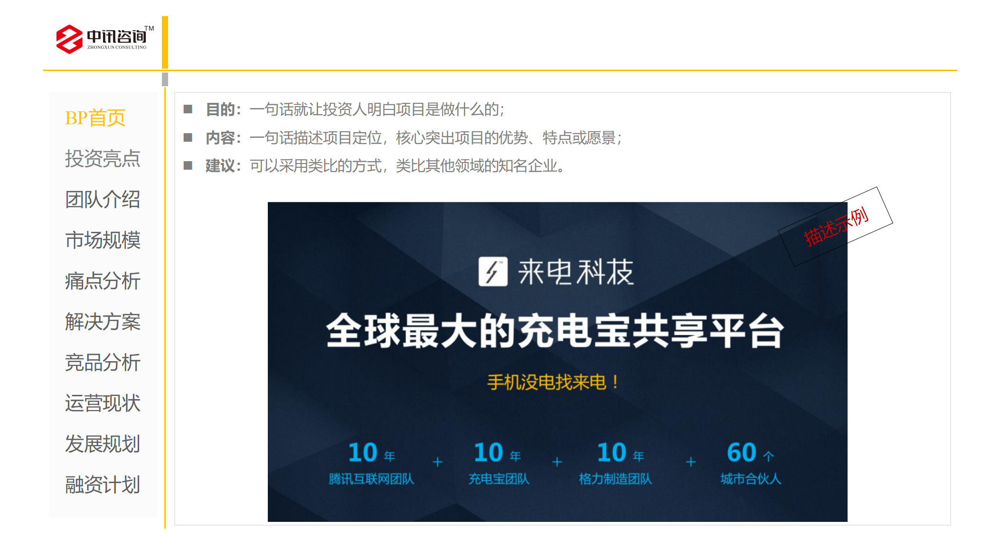 中讯咨询TM
ZHONGXUN CONSULTING
BP首页
投资亮点
团队介绍
市场规模
痛点分析
解决方案
竞品分析
运营现状
发展规划
融资计划
■ 目的：一句话就让投资人明白项目是做什么的；
■ 内容：一句话描述项目定位，核心突出项目的优势、特点或愿景；
■ 建议：可以采用类比的方式，类比其他领域的知名企业。
描述示例
来电科技
全球最大的充电宝共享平台
手机没电找来电！
10 年 + 10 年 + 10 年 + 60 个
腾讯互联网团队 充电宝团队 格力制造团队 城市合伙人